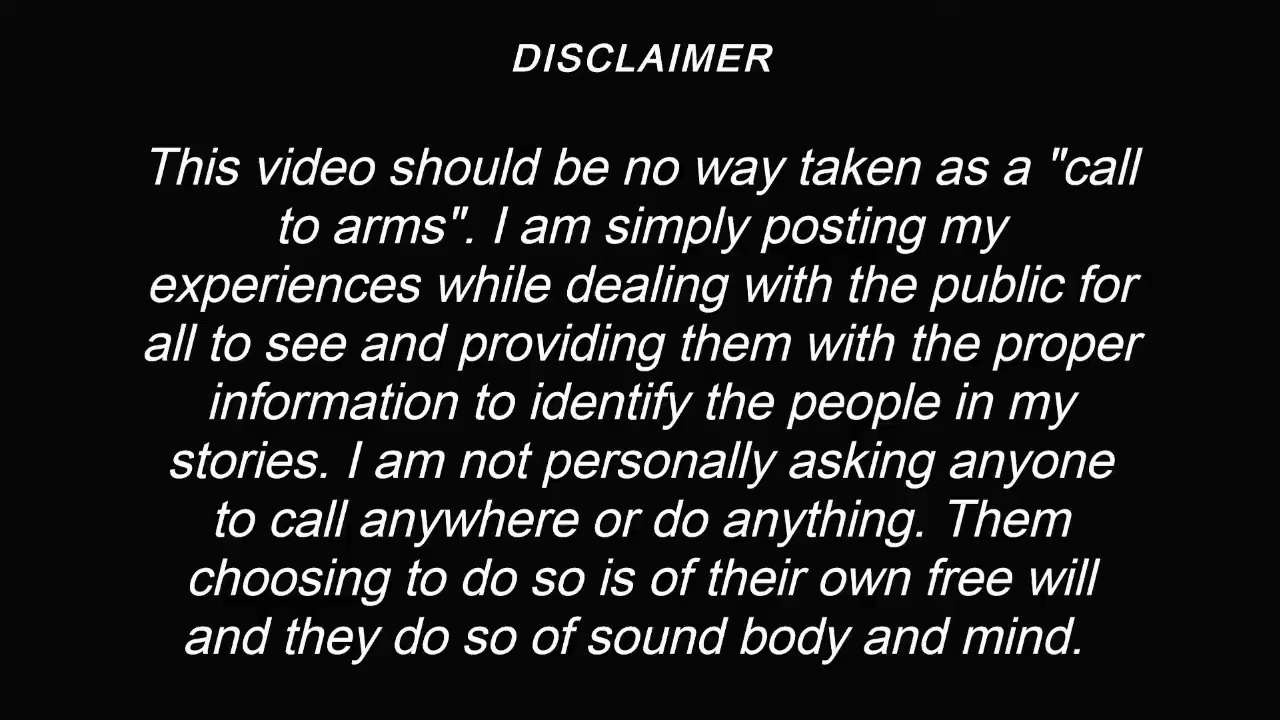 DISCLAIMER
This video should be no way taken as a "call
to arms". I am simply posting my
experiences while dealing with the public for
all to see and providing them with the proper
information to identify the people in my
stories. I am not personally asking anyone
to call anywhere or do anything. Them
choosing to do so is of their own free will
and they do so of sound body and mind.